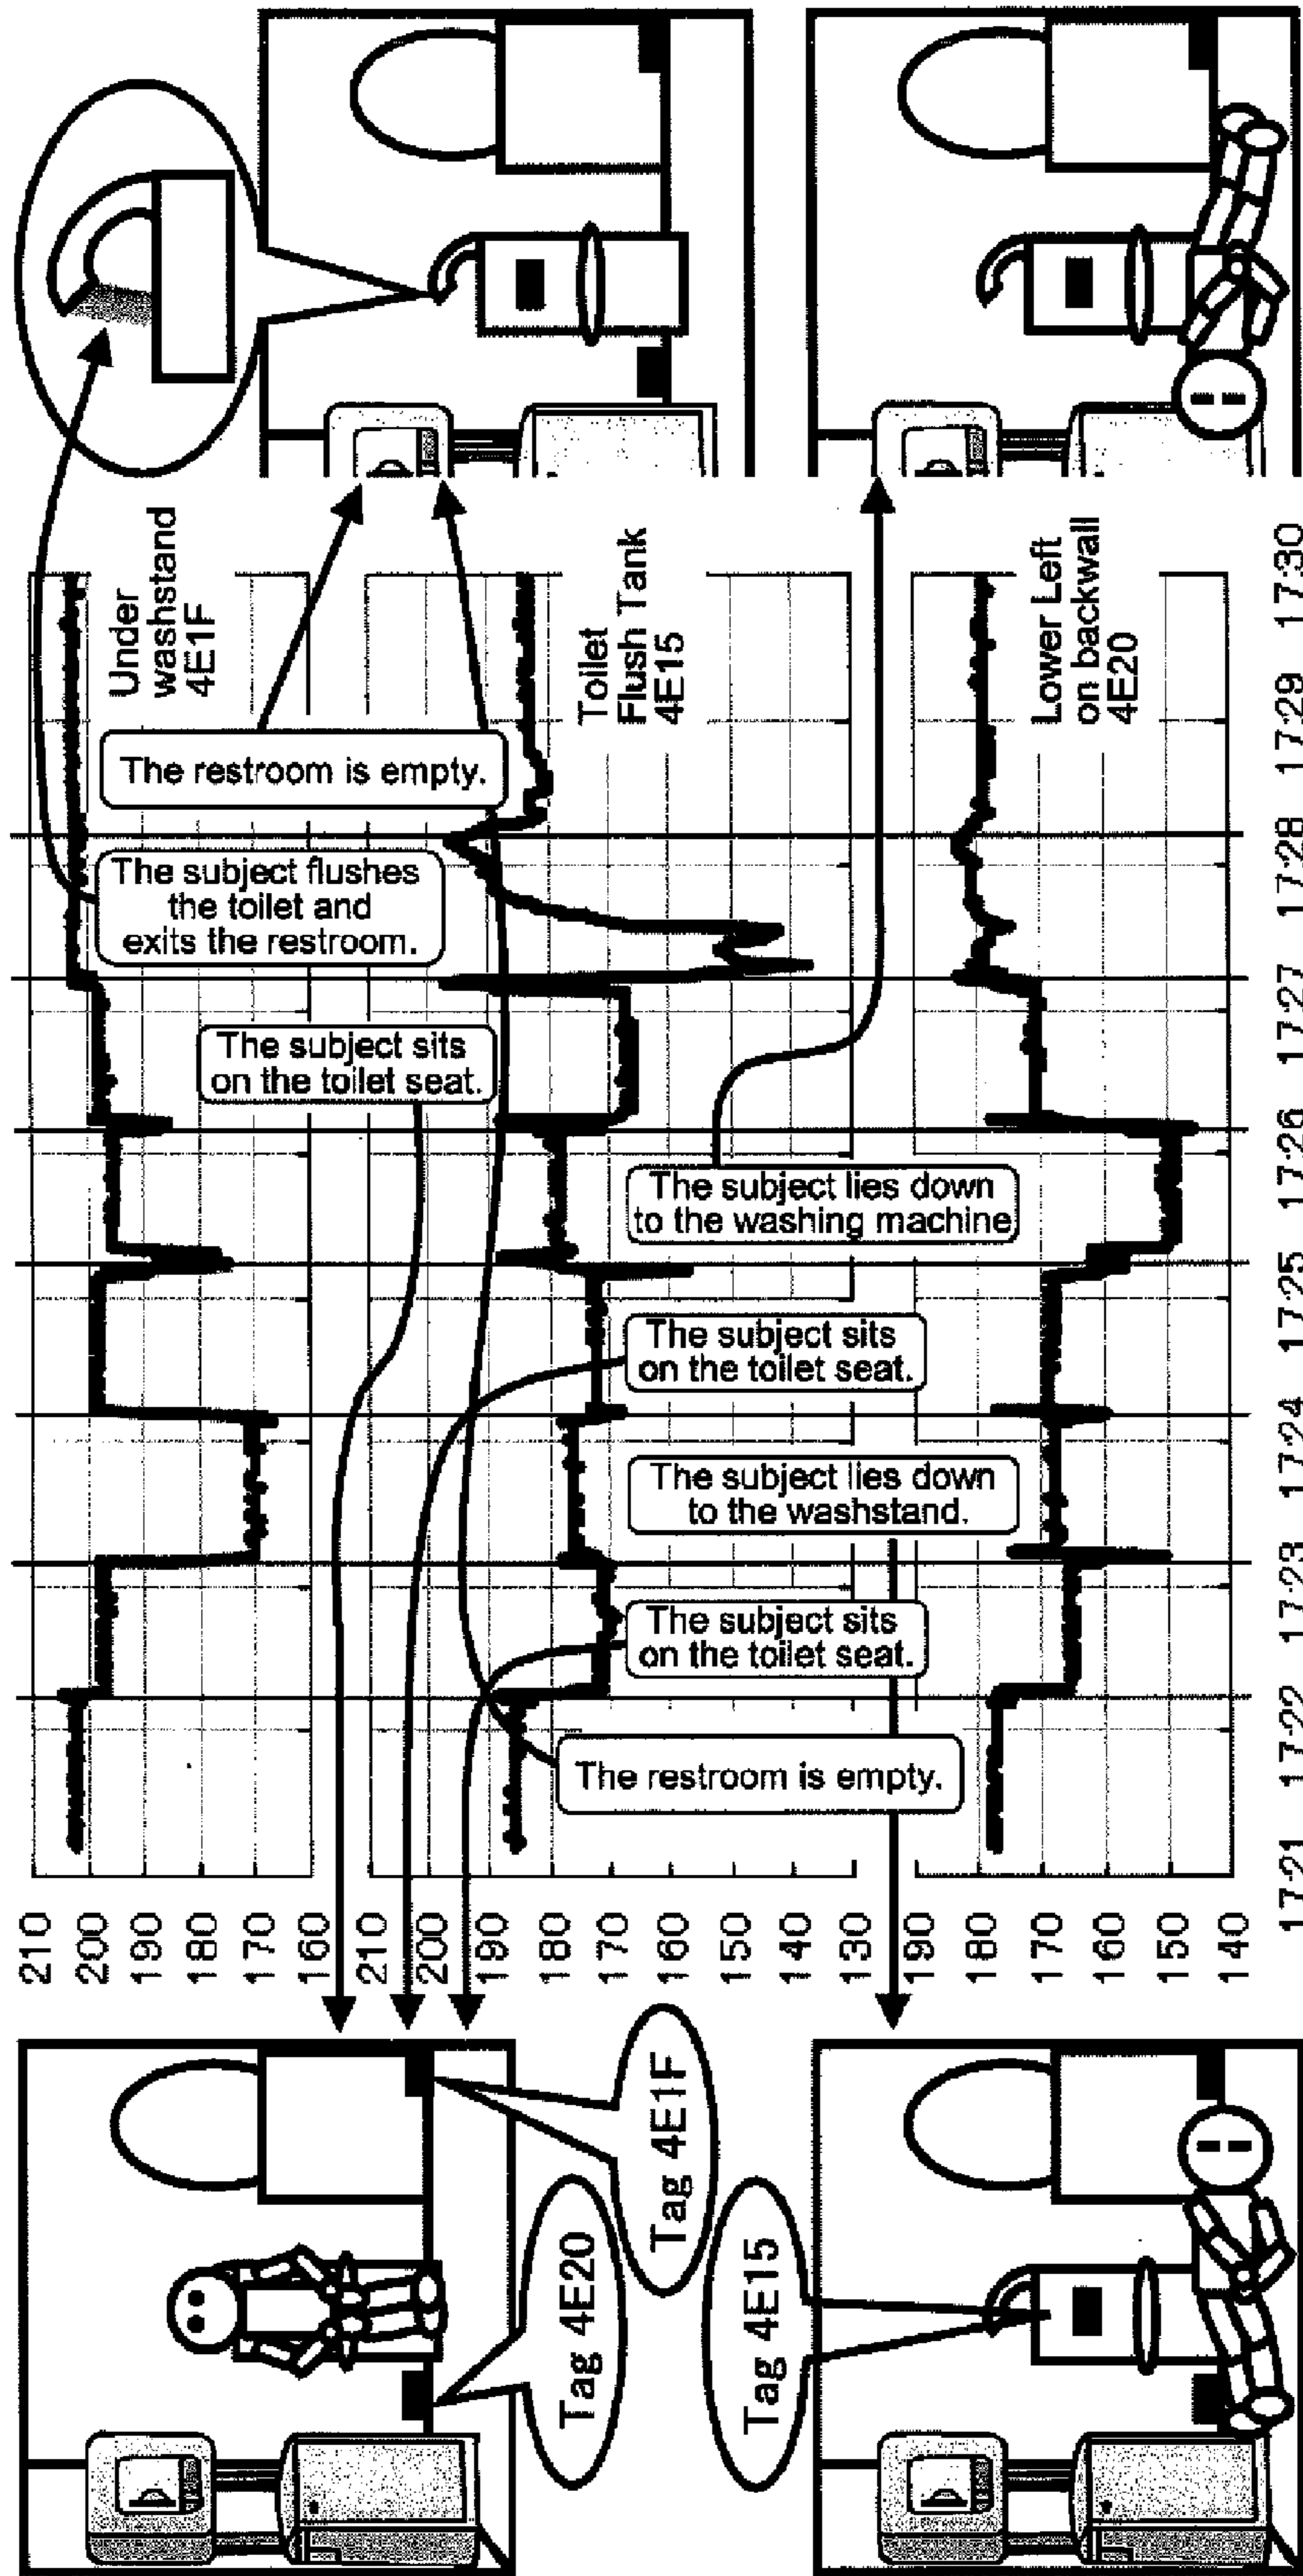 Under
washstand
4E1F
The restroom is empty.
The subject flushes
the toilet and
exits the restroom.
The subject sits
on the toilet seat.
Toilet
Flush Tank
4E15
The subject lies down
to the washing machine
The subject sits
on the toilet seat.
The subject lies down
to the washstand.
The subject sits
on the toilet seat.
The restroom is empty.
Lower Left
on backwall
4E20
210
200
190
180
170
160
210
200
190
180
170
160
150
140
130
190
180
170
160
150
140
17:21 17:22 17:23 17:24 17:25 17:26 17:27 17:28 17:29 17:30
Tag 4E20
Tag 4E1F
Tag 4E15